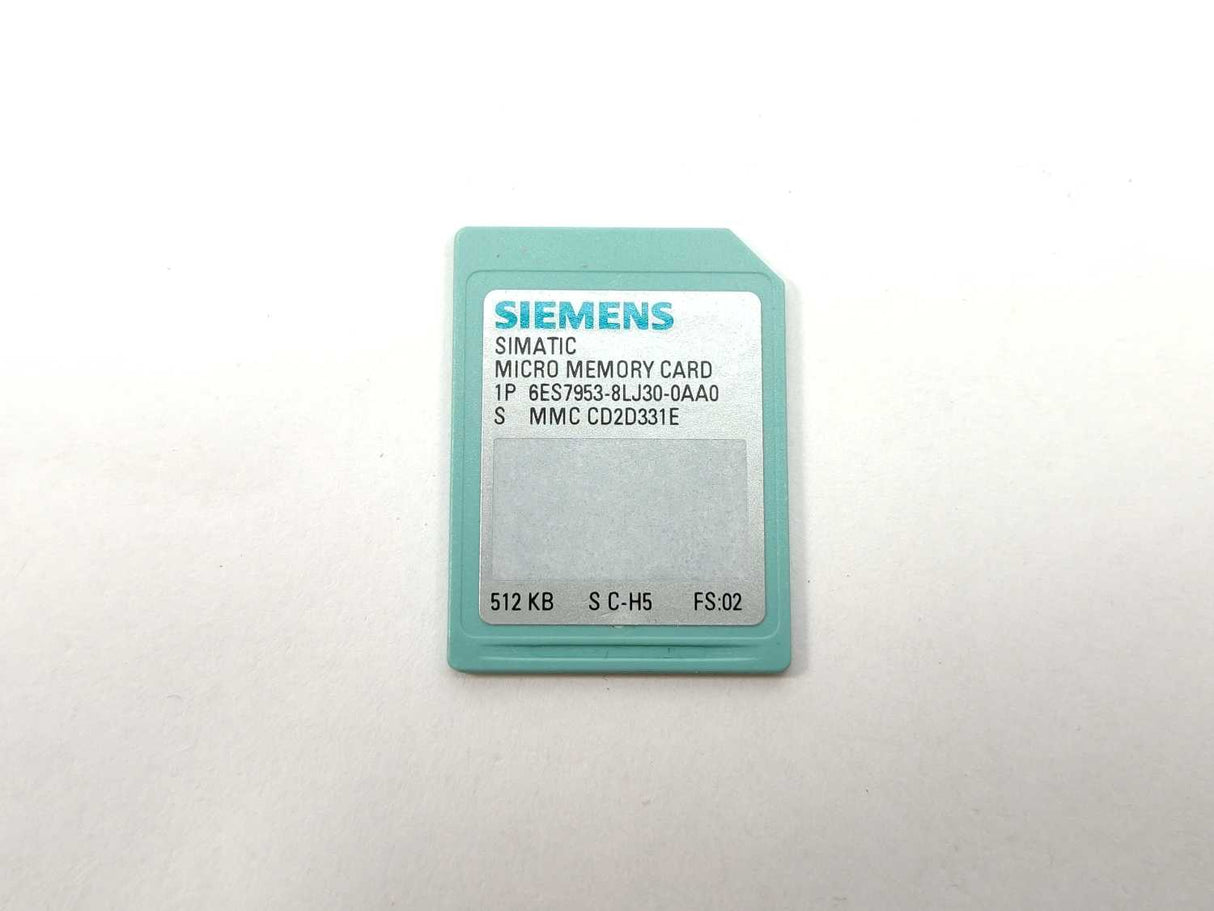 SIEMENS
SIMATIC
MICRO MEMORY CARD
1P 6ES7953-8LJ30-0AA0
S MMC CD2D331E
512 KB S C-H5 FS:02